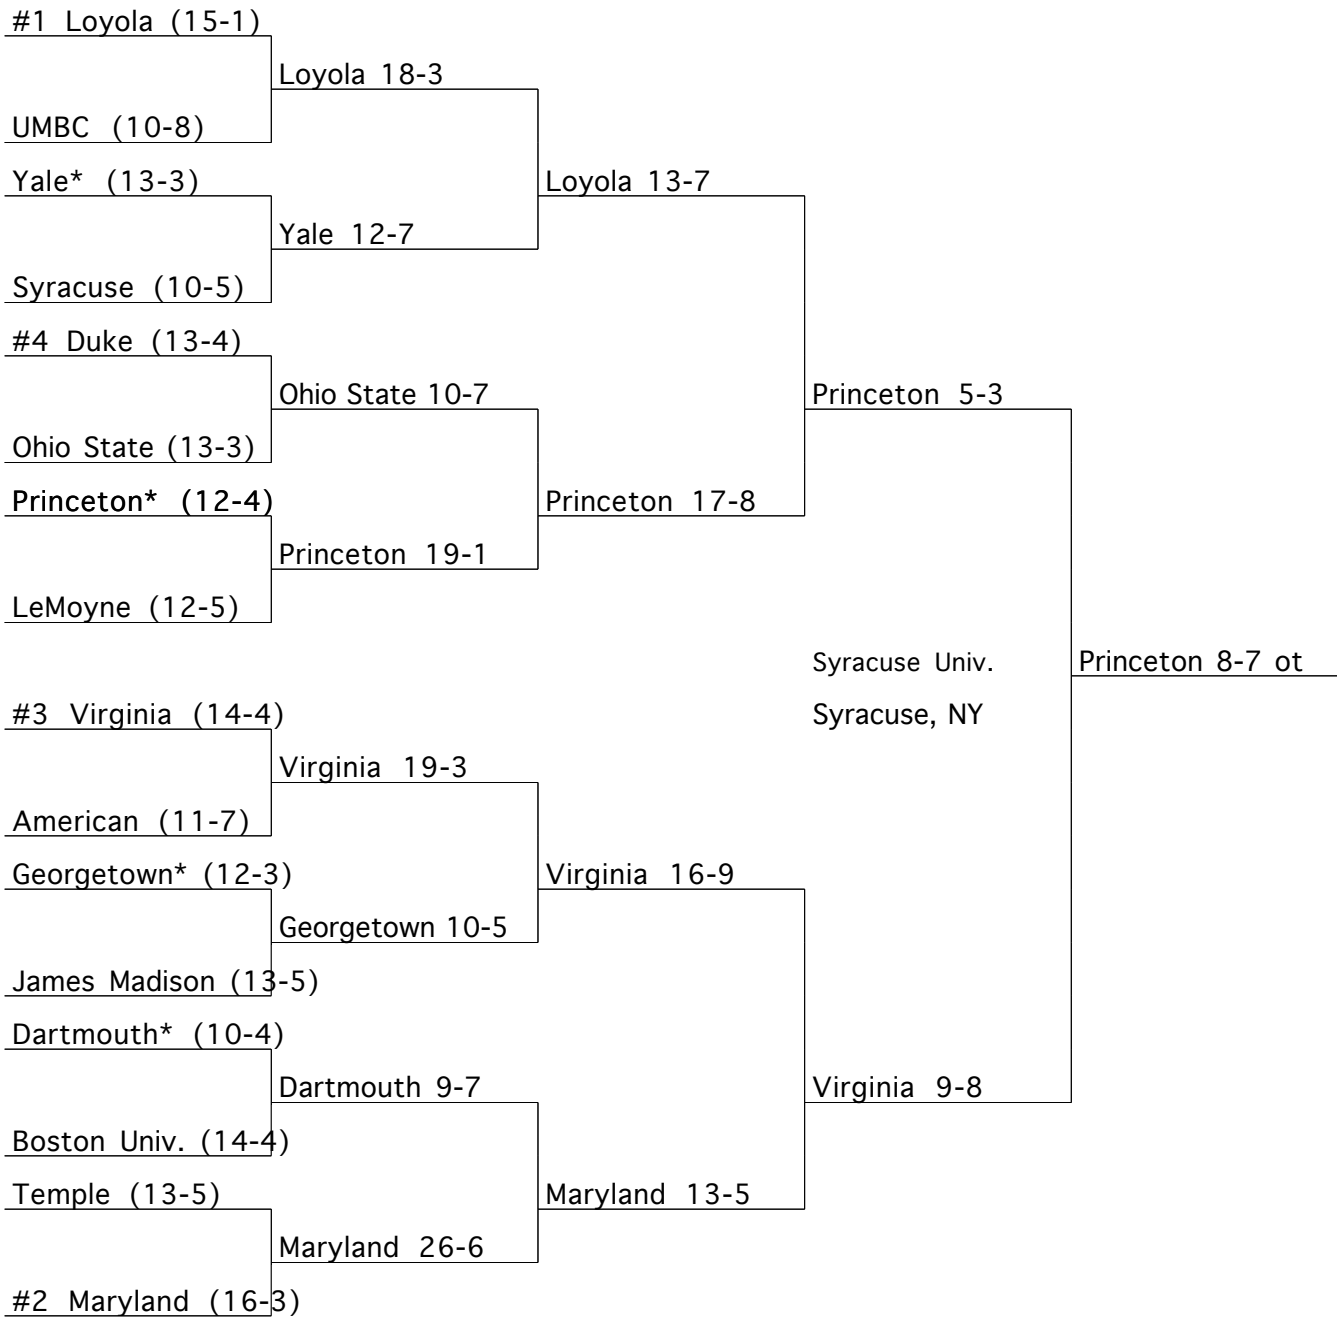 #1 Loyola (15-1)
Loyola 18-3
UMBC (10-8)
Yale* (13-3)
Loyola 13-7
Yale 12-7
Syracuse (10-5)
#4 Duke (13-4)
Ohio State 10-7
Princeton 5-3
Ohio State (13-3)
Princeton* (12-4)
Princeton 17-8
Princeton 19-1
LeMoyne (12-5)
Syracuse Univ.
Princeton 8-7 ot
#3 Virginia (14-4)
Syracuse, NY
Virginia 19-3
American (11-7)
Georgetown* (12-3)
Virginia 16-9
Georgetown 10-5
James Madison (13-5)
Dartmouth* (10-4)
Dartmouth 9-7
Virginia 9-8
Boston Univ. (14-4)
Temple (13-5)
Maryland 13-5
Maryland 26-6
#2 Maryland (16-3)